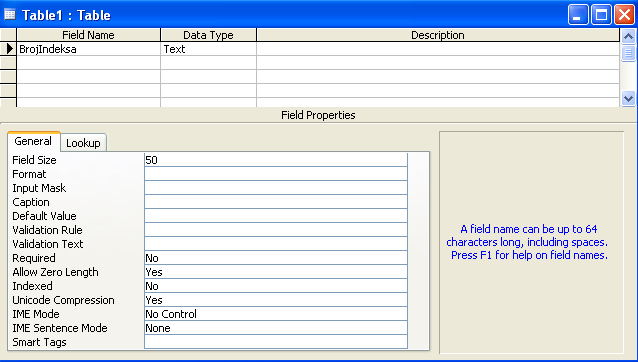 Table1 : Table
Field Name Data Type Description
BrojIndeksa Text
Field Properties
General Lookup
Field Size 50
Format
Input Mask
Caption
Default Value
Validation Rule
Validation Text
Required No
Allow Zero Length Yes
Indexed No
Unicode Compression Yes
IME Mode No Control
IME Sentence Mode None
Smart Tags
A field name can be up to 64
characters long, including spaces.
Press F1 for help on field names.